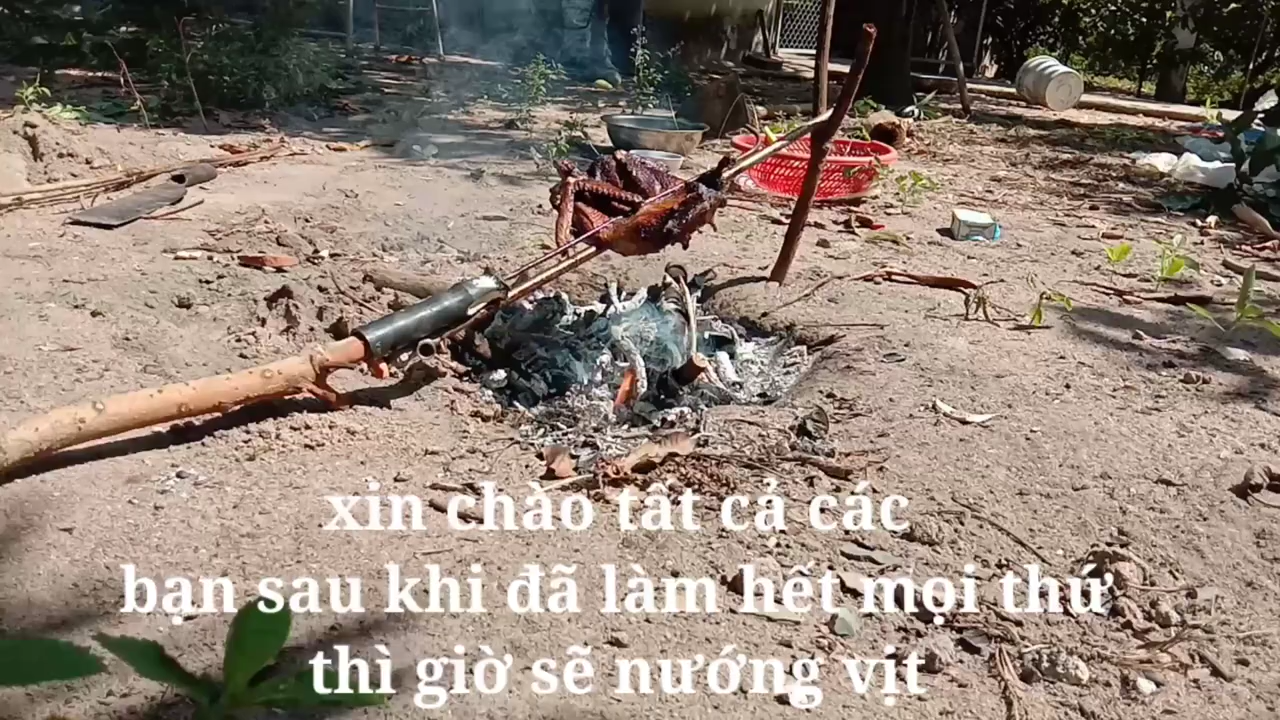 xin chào tất cả các
bạn sau khi đã làm hết mọi thứ
thì giờ sẽ nướng vịt